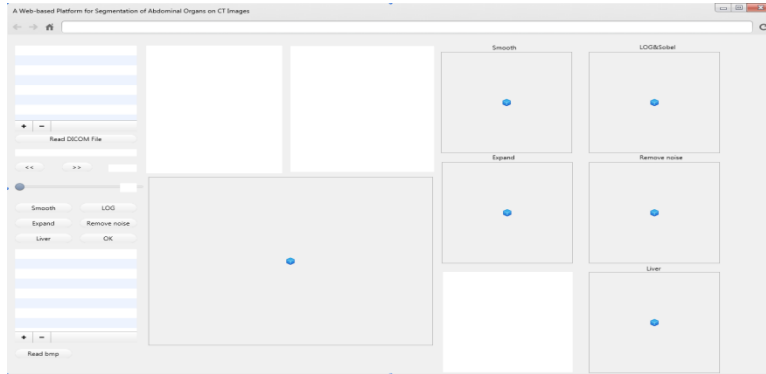 A Web-based Platform for Segmentation of Abdominal Organs on CT Images
+ −
Read DICOM File
<< >>
Smooth LOG
Expand Remove noise
Liver OK
+ −
Read bmp
Smooth LOG&Sobel
Expand Remove noise
Liver